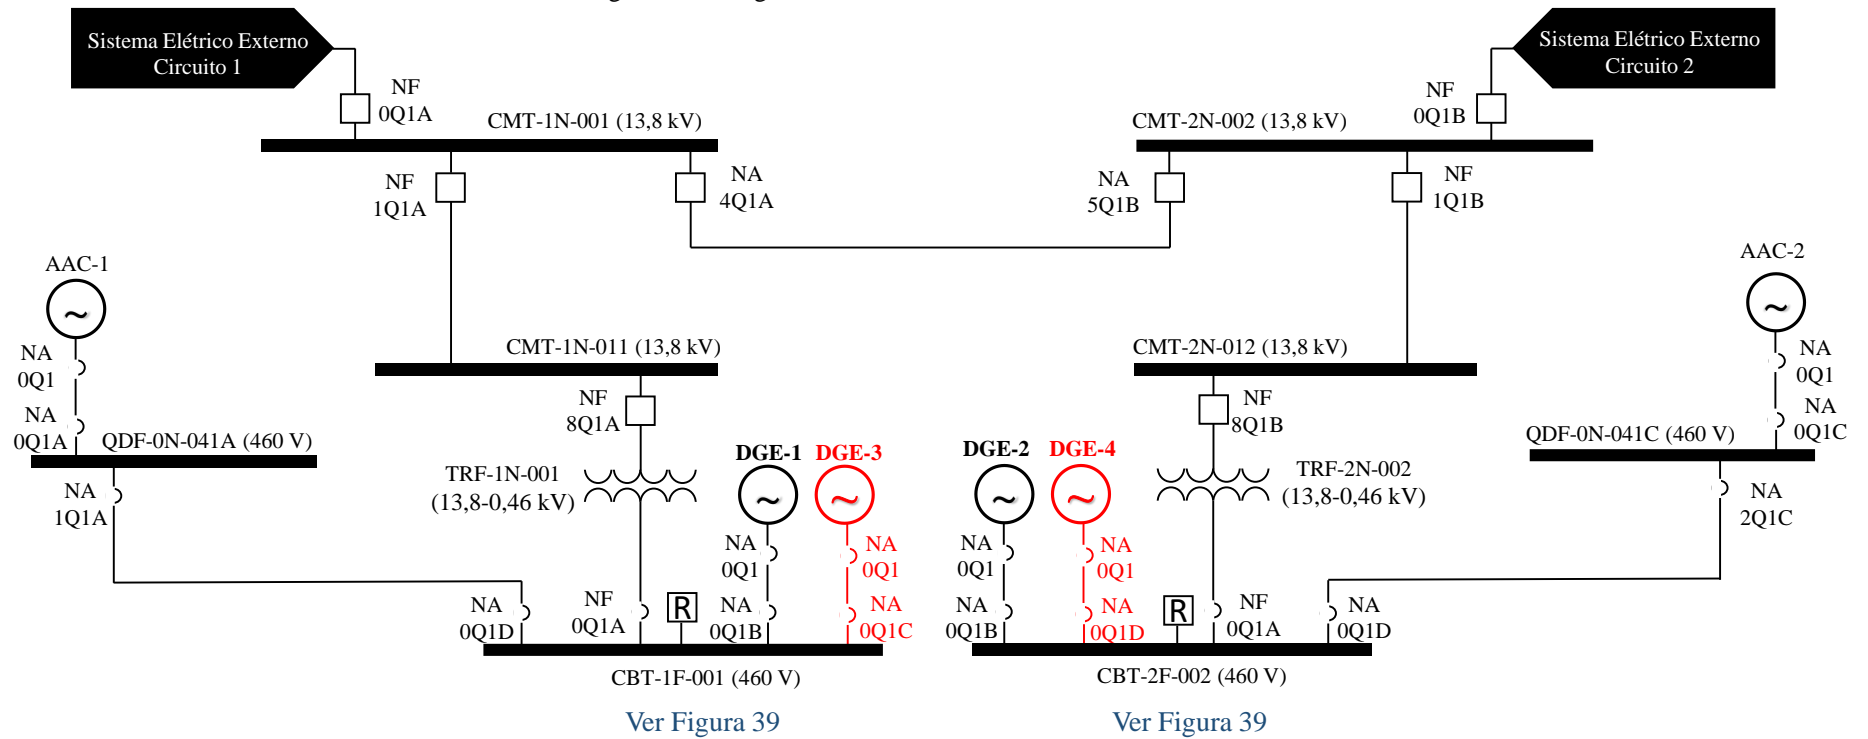 Sistema Elétrico Externo
Circuito 1
Sistema Elétrico Externo
Circuito 2
NF
0Q1A
NF
0Q1B
CMT-1N-001 (13,8 kV)
CMT-2N-002 (13,8 kV)
NF
1Q1A
NA
4Q1A
NA
5Q1B
NF
1Q1B
AAC-1
~
AAC-2
~
NA
0Q1
NA
0Q1A
NA
0Q1
NA
0Q1C
CMT-1N-011 (13,8 kV)
CMT-2N-012 (13,8 kV)
NF
8Q1A
NF
8Q1B
QDF-0N-041A (460 V)
QDF-0N-041C (460 V)
NA
1Q1A
NA
2Q1C
TRF-1N-001
(13,8-0,46 kV)
TRF-2N-002
(13,8-0,46 kV)
DGE-1
~
DGE-3
~
DGE-2
~
DGE-4
~
NA
0Q1
NA
0Q1
NA
0Q1
NA
0Q1
NA
0Q1D
NF
0Q1A
R
NA
0Q1B
NA
0Q1C
NA
0Q1B
NA
0Q1D
R
NF
0Q1A
NA
0Q1D
CBT-1F-001 (460 V)
CBT-2F-002 (460 V)
Ver Figura 39
Ver Figura 39